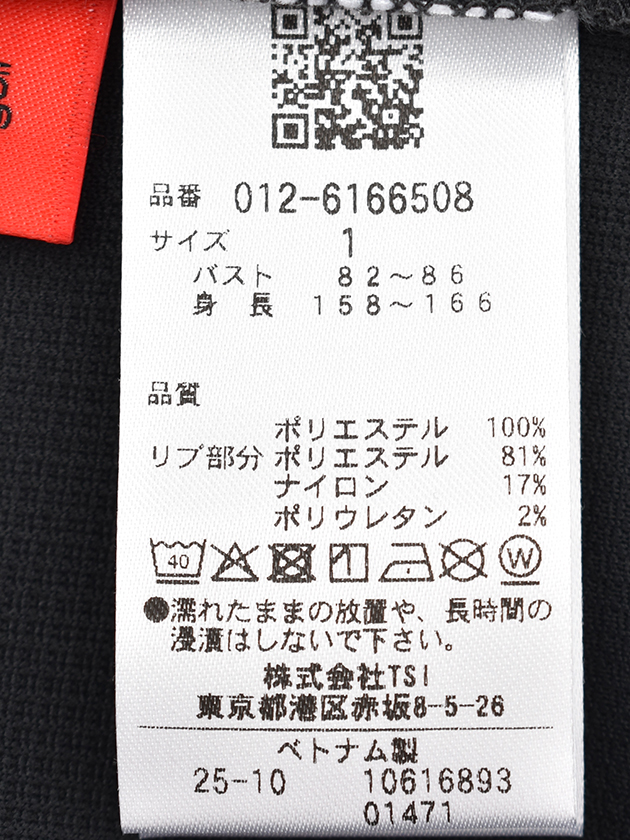 品番 012-6166508
サイズ 1
バスト 82～86
身長 158～166
品質
ポリエステル 100%
リブ部分 ポリエステル 81%
ナイロン 17%
ポリウレタン 2%
40 W
●濡れたままの放置や、長時間の
浸漬はしないで下さい。
株式会社TSI
東京都港区赤坂8-5-26
ベトナム製
25-10 10616893
01471